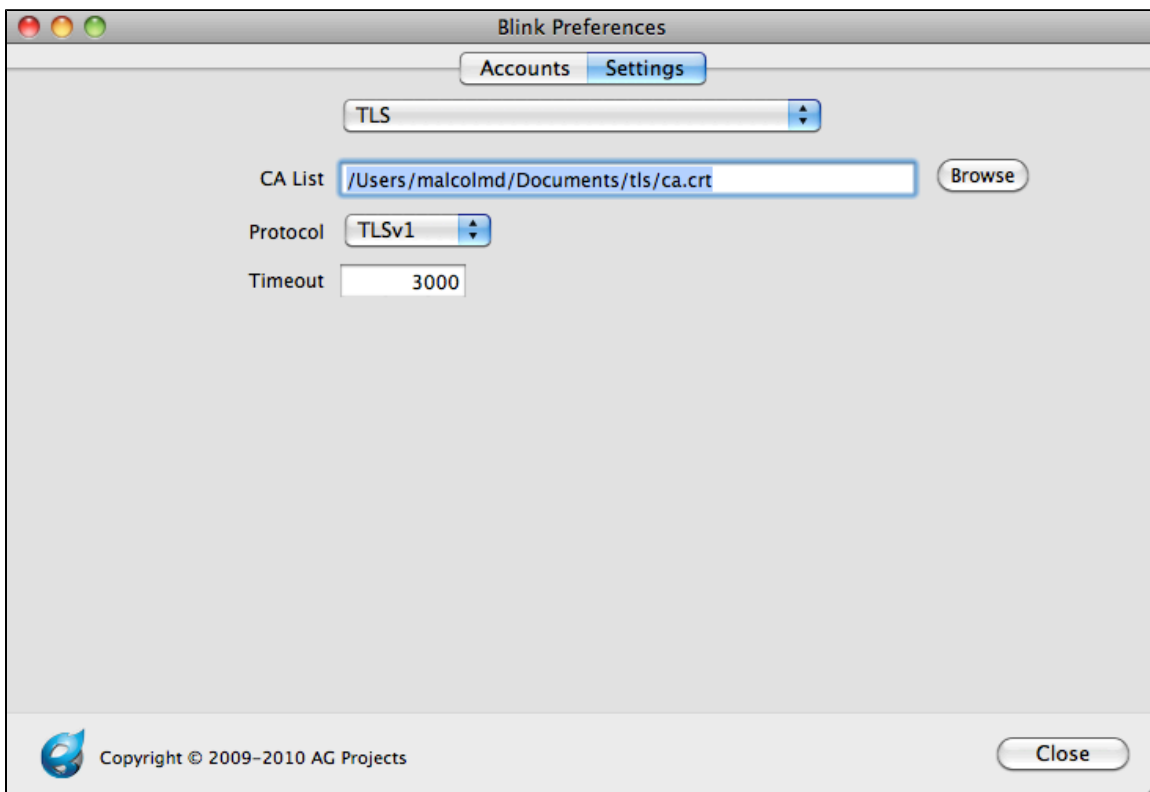 Blink Preferences
Accounts Settings
TLS
CA List /Users/malcolmd/Documents/tls/ca.crt Browse
Protocol TLSv1
Timeout 3000
Copyright © 2009-2010 AG Projects Close